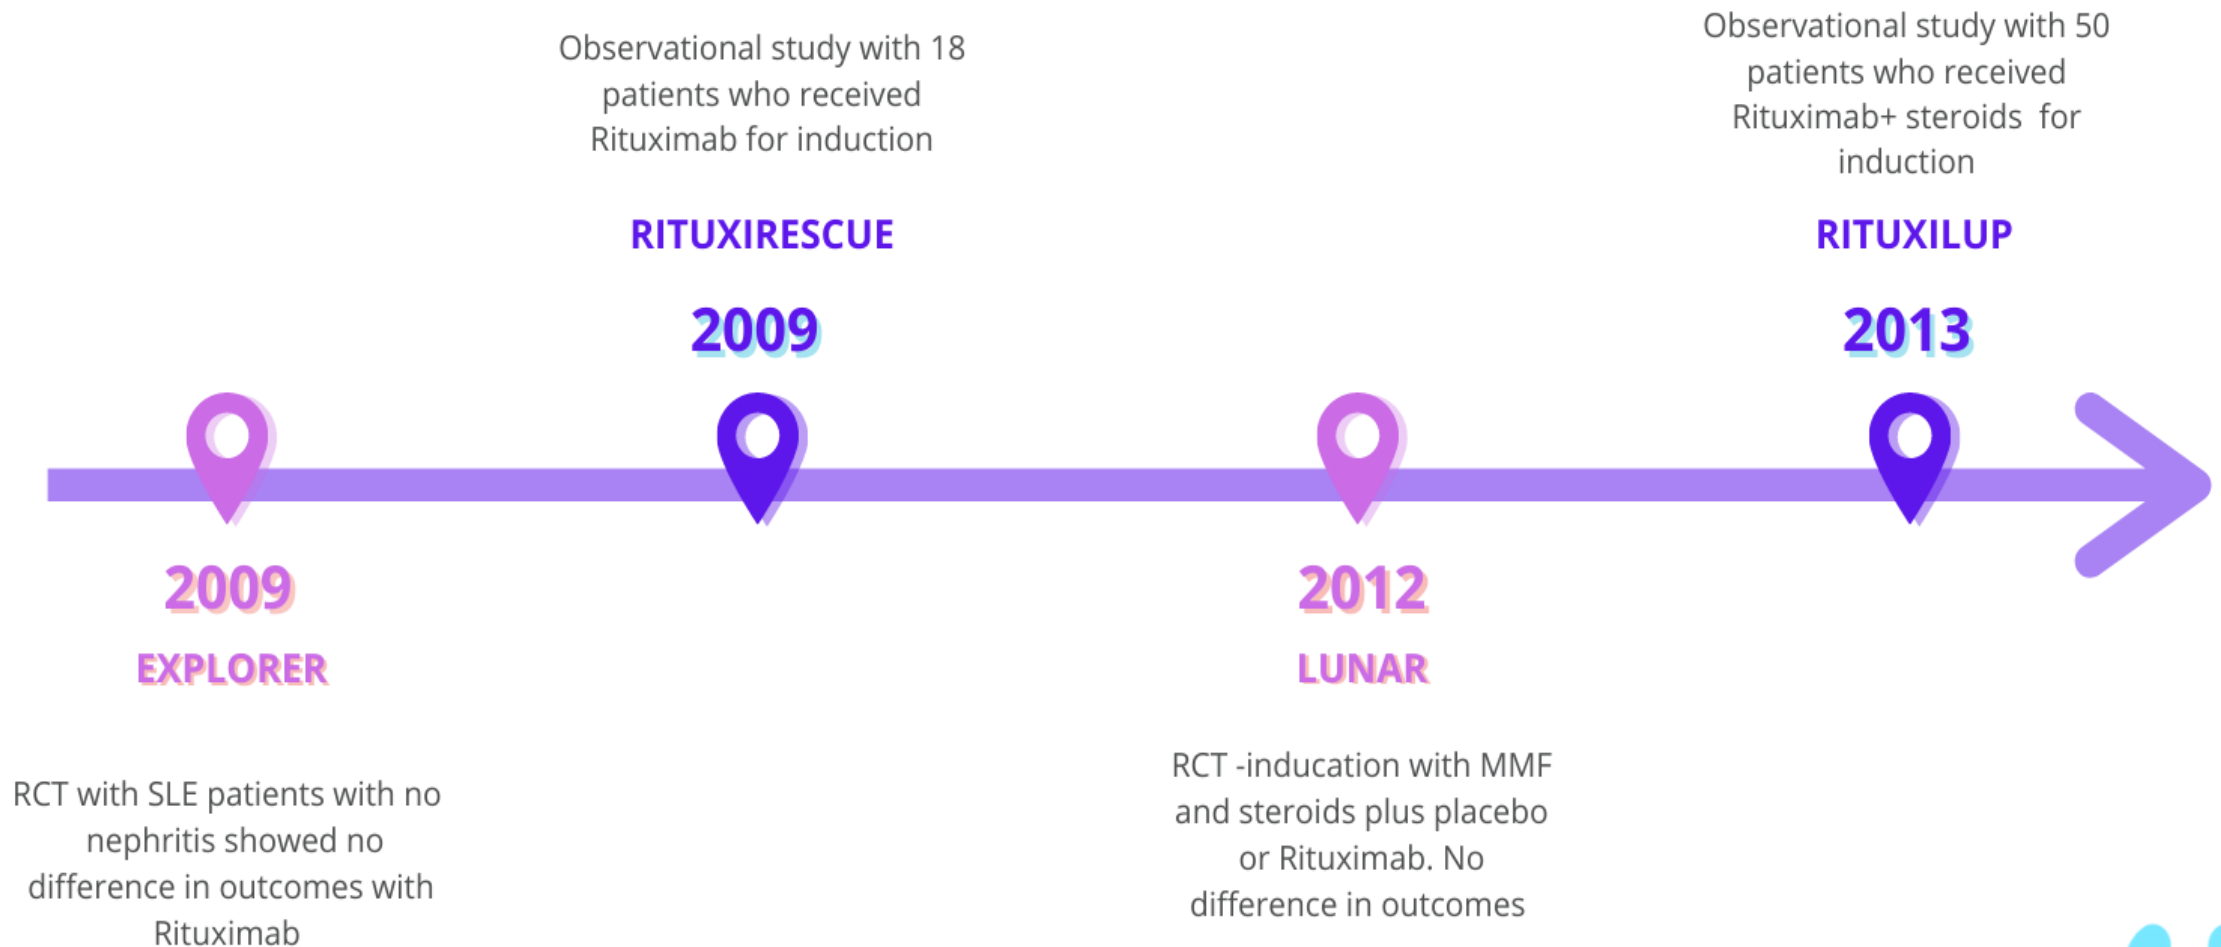 Observational study with 18
patients who received
Rituximab for induction
RITUXIRESCUE
2009
Observational study with 50
patients who received
Rituximab+ steroids  for
induction
RITUXILUP
2013
2009
EXPLORER
RCT with SLE patients with no
nephritis showed no
difference in outcomes with
Rituximab
2012
LUNAR
RCT -inducation with MMF
and steroids plus placebo
or Rituximab. No
difference in outcomes